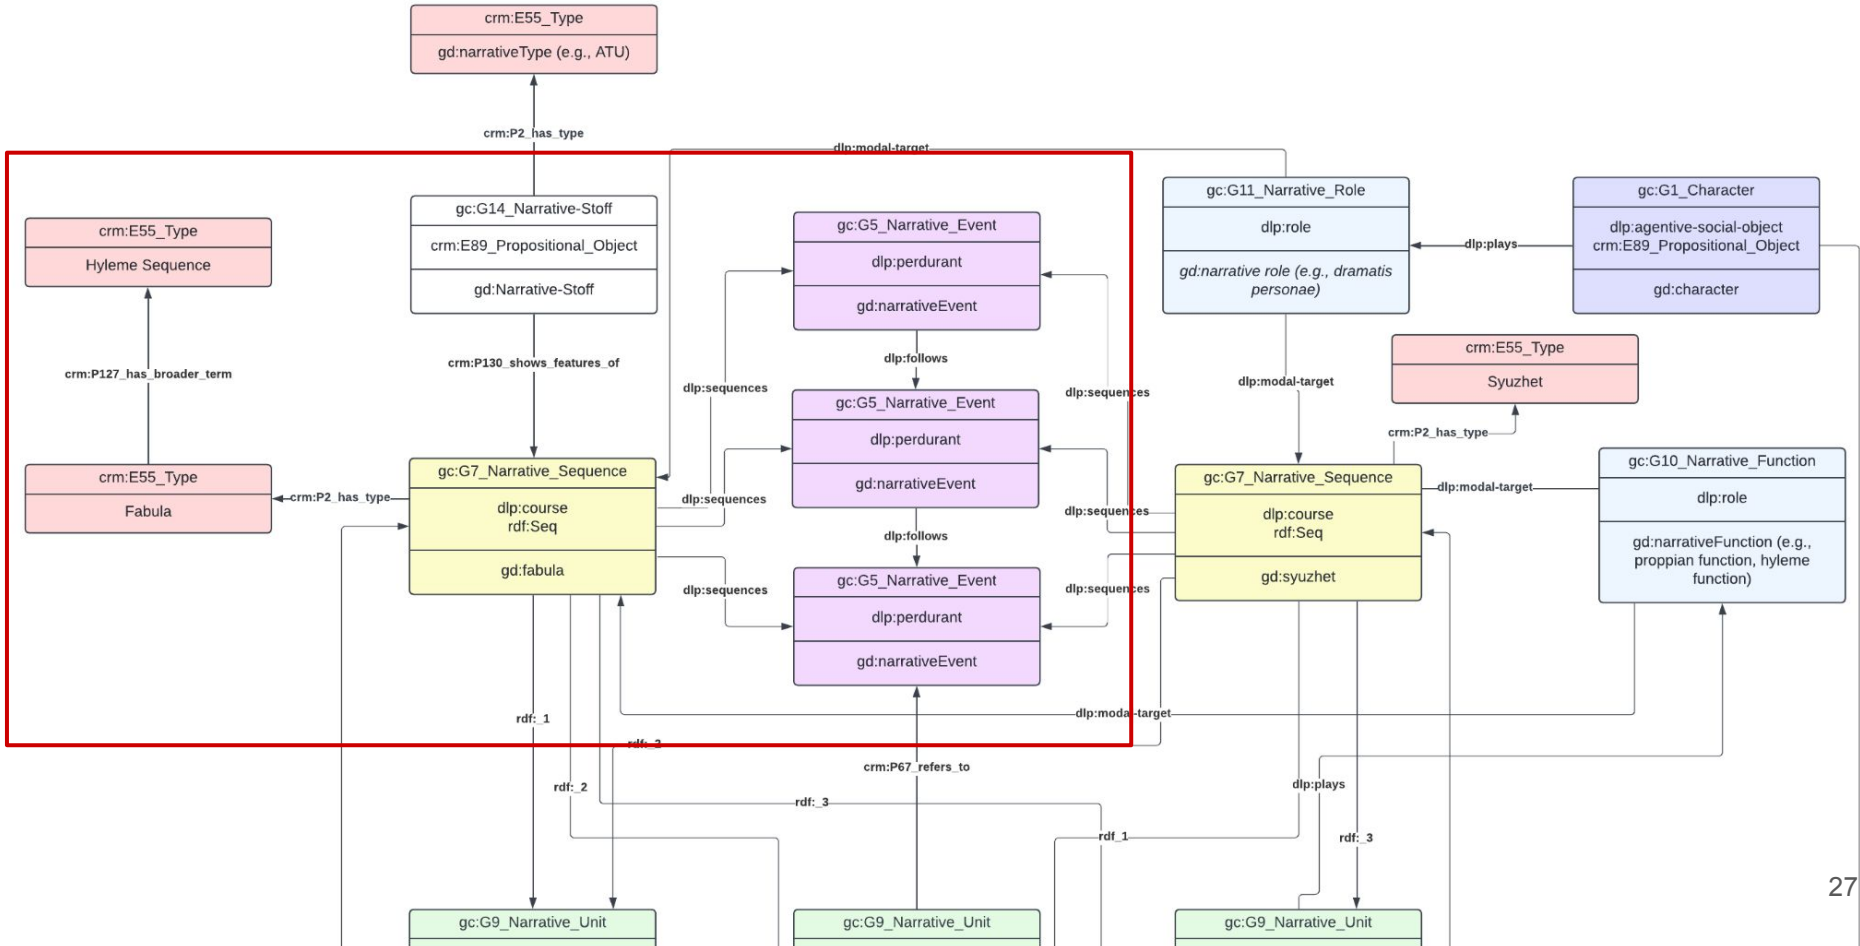 crm:E55_Type
gd:narrativeType (e.g., ATU)
crm:P2_has_type
dlp:modal-target
crm:E55_Type
Hyleme Sequence
crm:P127_has_broader_term
crm:E55_Type
Fabula
crm:P2_has_type
gc:G14_Narrative-Stoff
crm:E89_Propositional_Object
gd:Narrative-Stoff
crm:P130_shows_features_of
gc:G7_Narrative_Sequence
dlp:course
rdf:Seq
gd:fabula
dlp:sequences
dlp:sequences
dlp:sequences
gc:G5_Narrative_Event
dlp:perdurant
gd:narrativeEvent
dlp:follows
gc:G5_Narrative_Event
dlp:perdurant
gd:narrativeEvent
dlp:follows
gc:G5_Narrative_Event
dlp:perdurant
gd:narrativeEvent
dlp:sequences
dlp:sequences
dlp:sequences
gc:G11_Narrative_Role
dlp:role
gd:narrative role (e.g., dramatis
personae)
dlp:plays
gc:G1_Character
dlp:agentive-social-object
crm:E89_Propositional_Object
gd:character
dlp:modal-target
crm:E55_Type
Syuzhet
crm:P2_has_type
gc:G7_Narrative_Sequence
dlp:course
rdf:Seq
gd:syuzhet
dlp:modal-target
gc:G10_Narrative_Function
dlp:role
gd:narrativeFunction (e.g.,
proppian function, hyleme
function)
dlp:modal-target
rdf:_1
rdf:_2
crm:P67_refers_to
rdf:_2
rdf:_3
dlp:plays
rdf_1
rdf:_3
27
gc:G9_Narrative_Unit
gc:G9_Narrative_Unit
gc:G9_Narrative_Unit